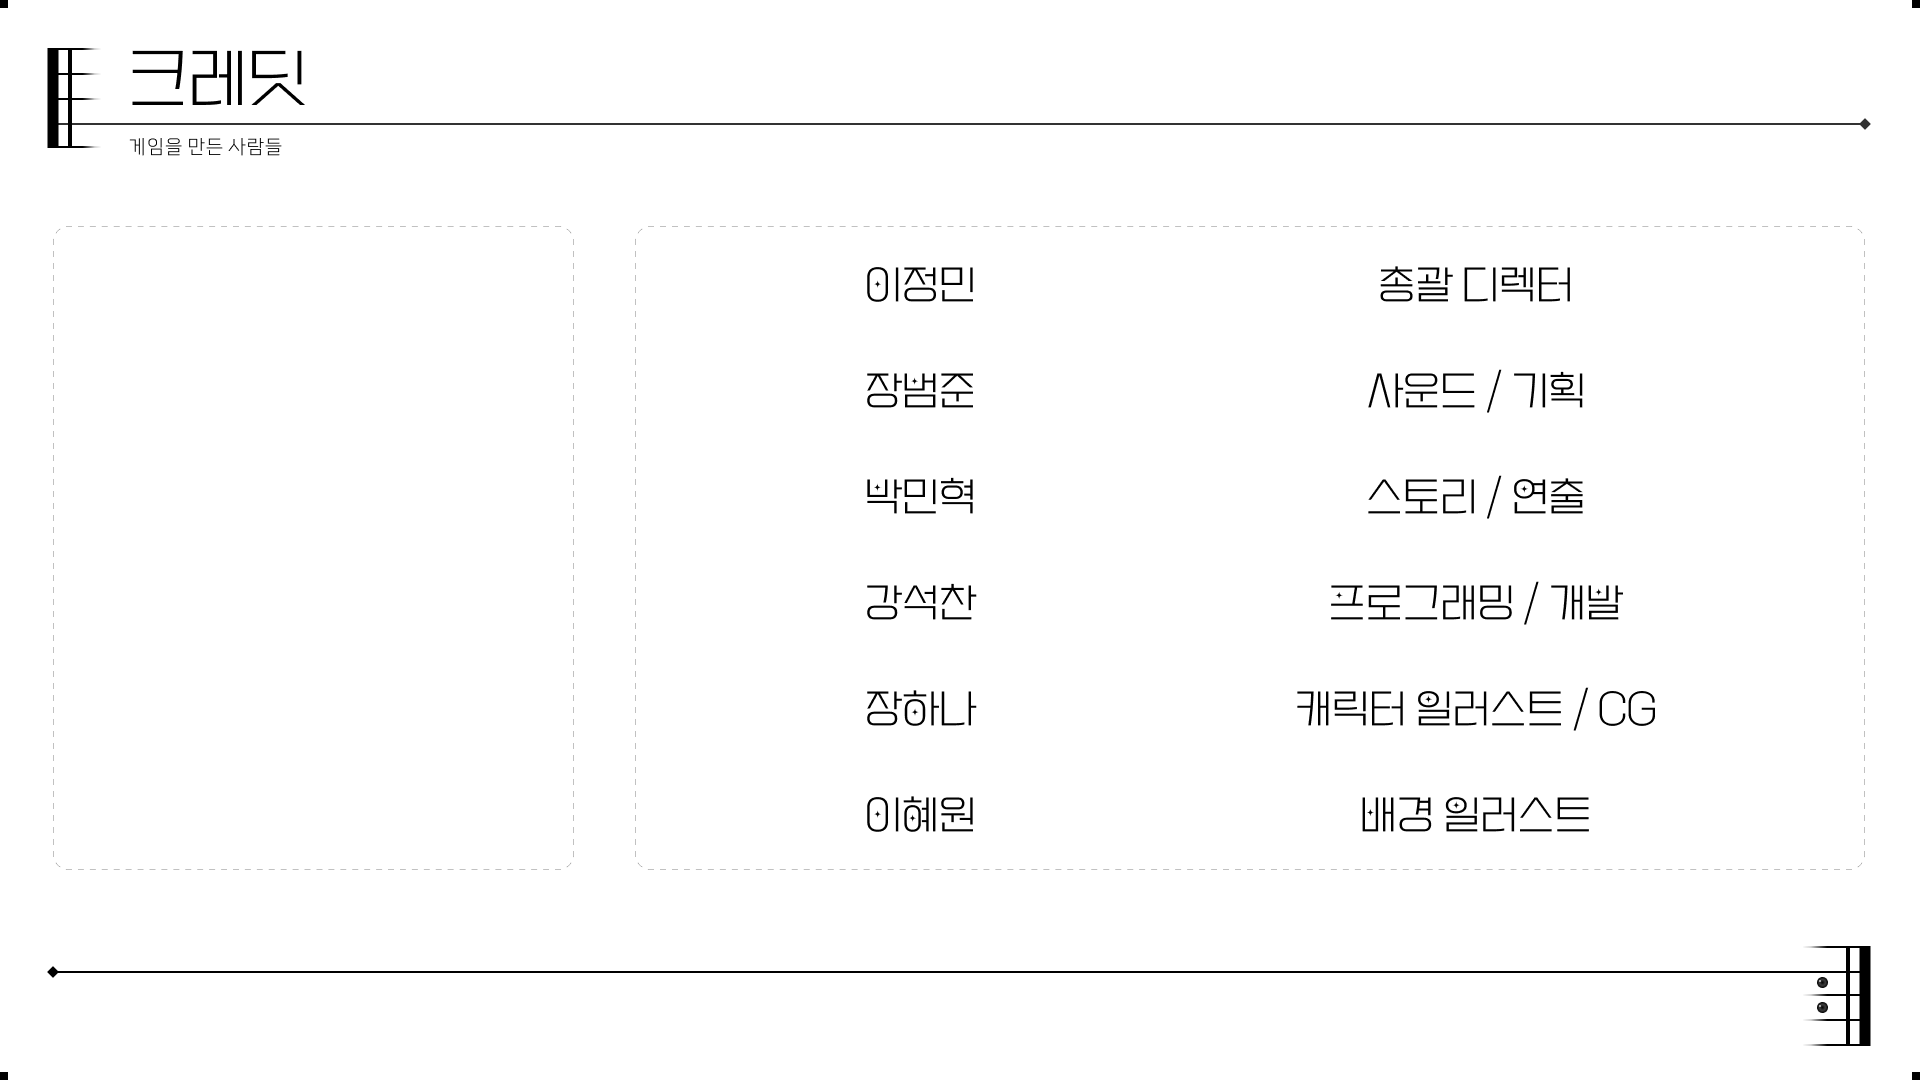 크레딧
게임을 만든 사람들
이정민 총괄 디렉터
장범준 사운드 / 기획
박민혁 스토리 / 연출
강석찬 프로그래밍 / 개발
장하나 캐릭터 일러스트 / CG
이혜원 배경 일러스트